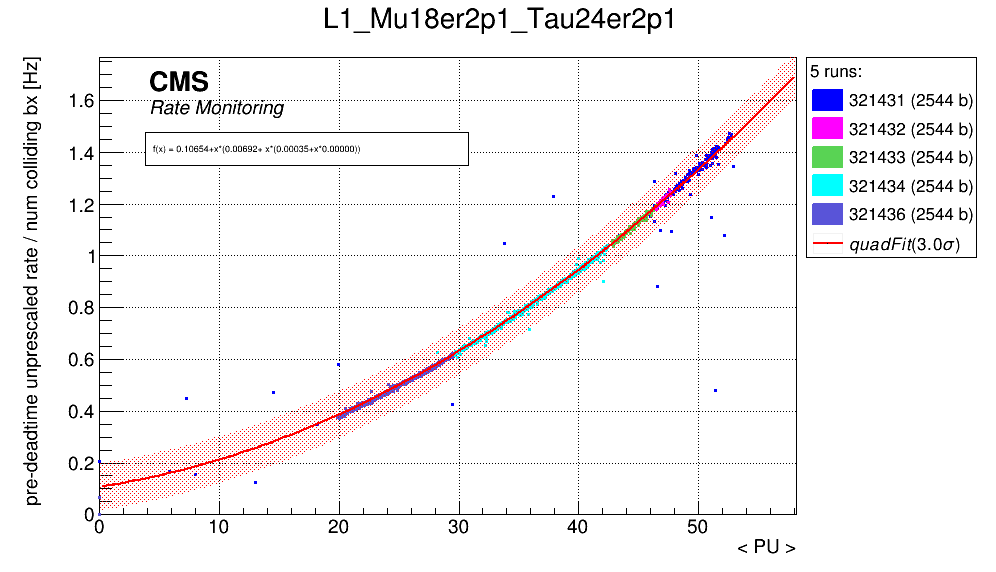 L1_Mu18er2p1_Tau24er2p1
pre-deadtime unprescaled rate / num colliding bx [Hz]
CMS
Rate Monitoring
f(x) = 0.10654+x*(0.00692+ x*(0.00035+x*0.00000))
1.6
1.4
1.2
1
0.8
0.6
0.4
0.2
0
0 10 20 30 40 50
< PU >
5 runs:
321431 (2544 b)
321432 (2544 b)
321433 (2544 b)
321434 (2544 b)
321436 (2544 b)
quadFit(3.0σ)